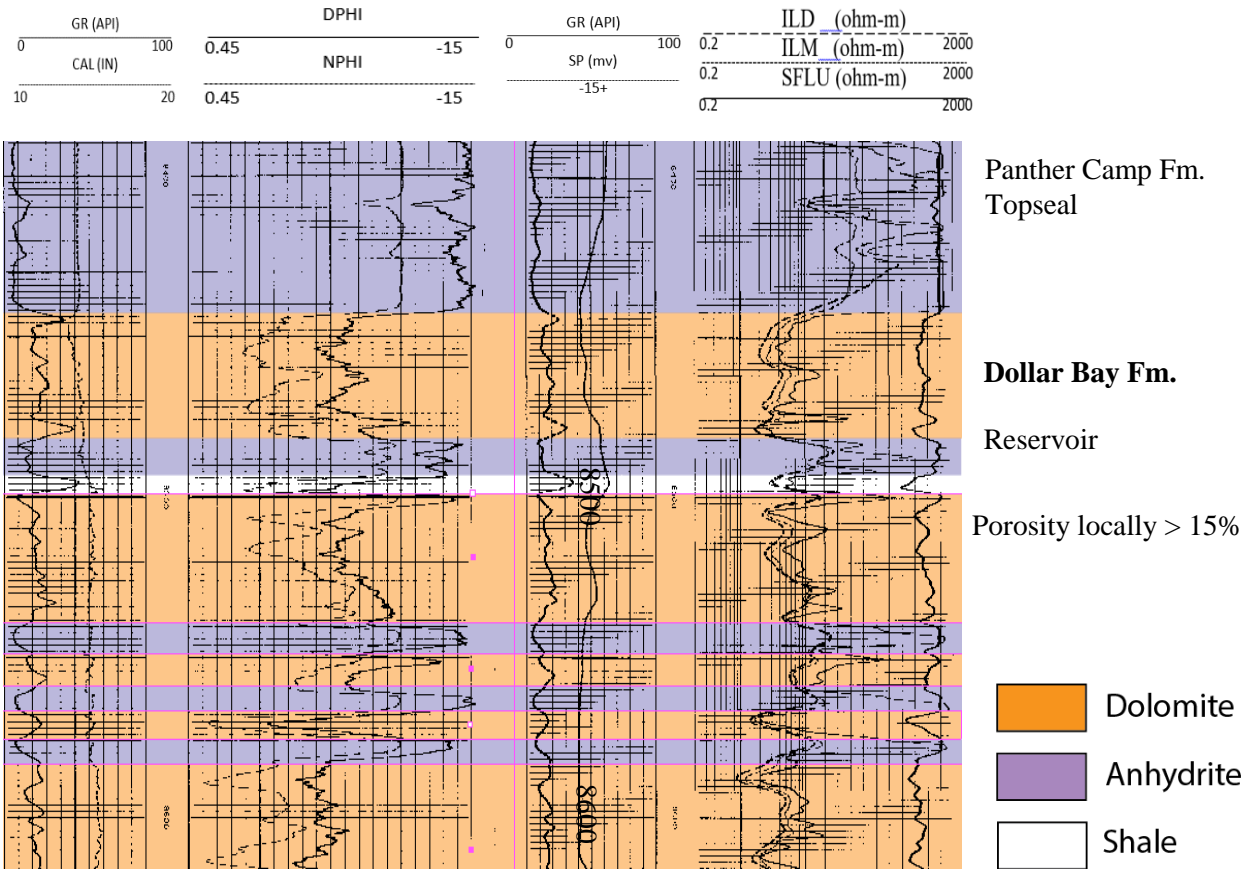 GR (API)
0 100
CAL (IN)
10 20
DPHI
0.45 -15
NPHI
0.45 -15
GR (API)
0 100
SP (mv)
-15+
ILD (ohm-m)
0.2 2000
ILM (ohm-m)
0.2 2000
SFLU (ohm-m)
0.2 2000
Panther Camp Fm.
Topseal
Dollar Bay Fm.
Reservoir
8500
Porosity locally > 15%
8600
Dolomite
Anhydrite
Shale